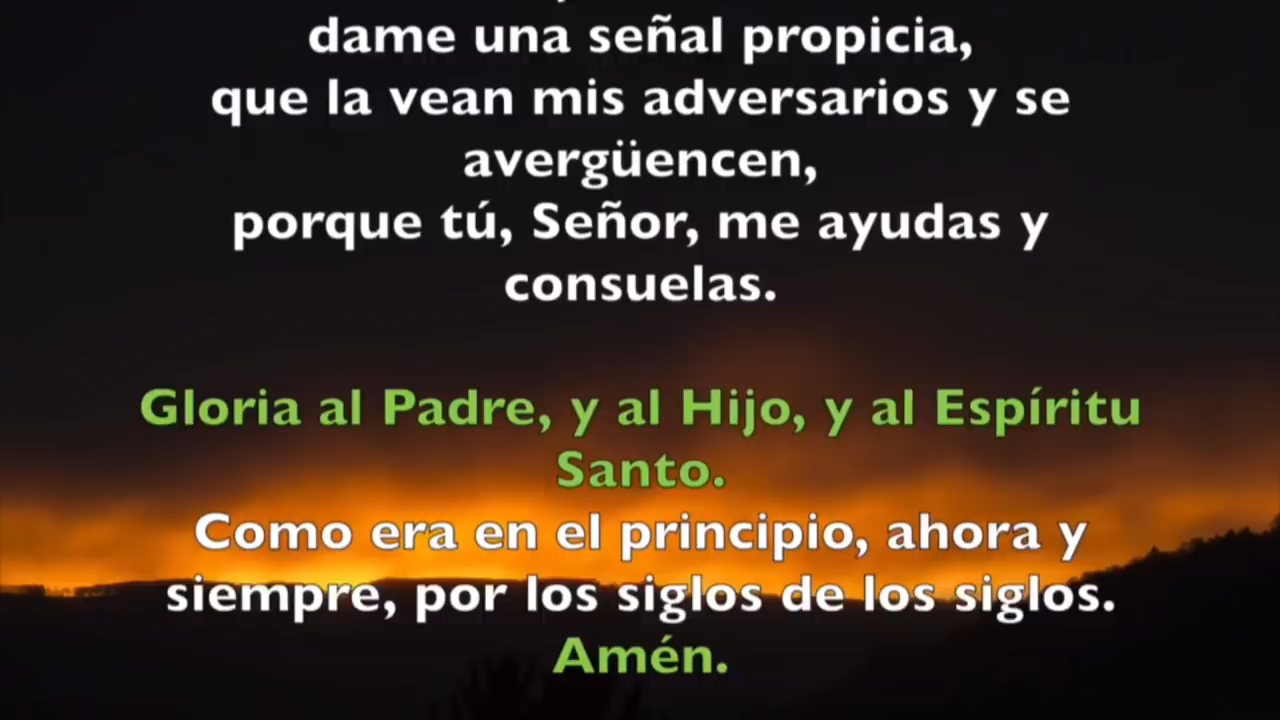 dame una señal propicia,
que la vean mis adversarios y se
avergüencen,
porque tú, Señor, me ayudas y
consuelas.
Gloria al Padre, y al Hijo, y al Espíritu
Santo.
Como era en el principio, ahora y
siempre, por los siglos de los siglos.
Amén.